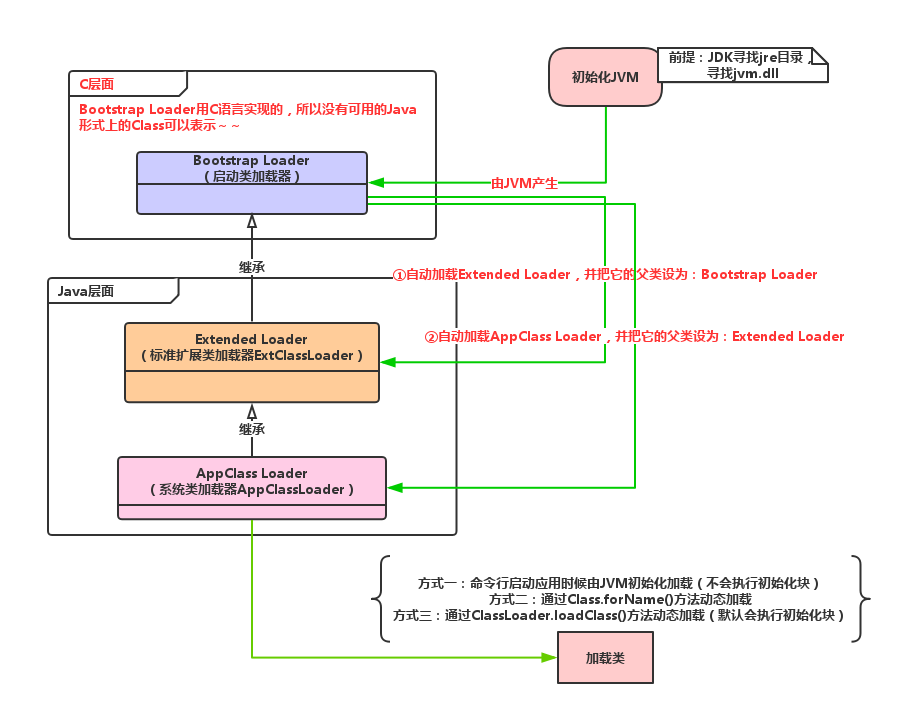 初始化JVM
前提：JDK寻找jre目录，
寻找jvm.dll
C层面
Bootstrap Loader用C语言实现的，所以没有可用的Java
形式上的Class可以表示～～
Bootstrap Loader
（启动类加载器）
由JVM产生
继承
①自动加载Extended Loader，并把它的父类设为：Bootstrap Loader
Java层面
Extended Loader
（标准扩展类加载器ExtClassLoader）
②自动加载AppClass Loader，并把它的父类设为：Extended Loader
继承
AppClass Loader
（系统类加载器AppClassLoader）
方式一：命令行启动应用时候由JVM初始化加载（不会执行初始化块）
方式二：通过Class.forName()方法动态加载
方式三：通过ClassLoader.loadClass()方法动态加载（默认会执行初始化块）
加载类